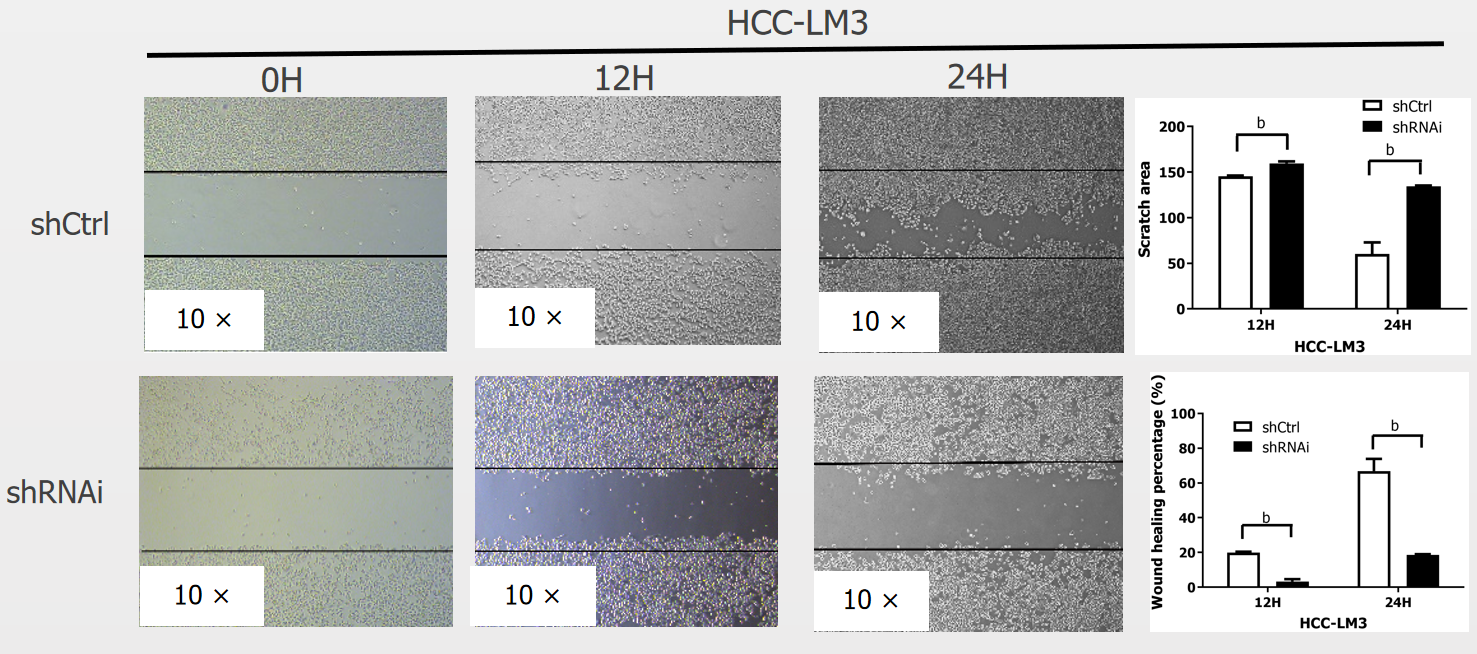 HCC-LM3
0H
12H
24H
shCtrl
10 ×
10 ×
10 ×
shCtrl
shRNAi
b
b
Scratch area
200
150
100
50
0
12H
24H
HCC-LM3
shRNAi
10 ×
10 ×
10 ×
Wound healing percentage (%)
100
80
60
40
20
0
shCtrl
shRNAi
b
b
12H
24H
HCC-LM3